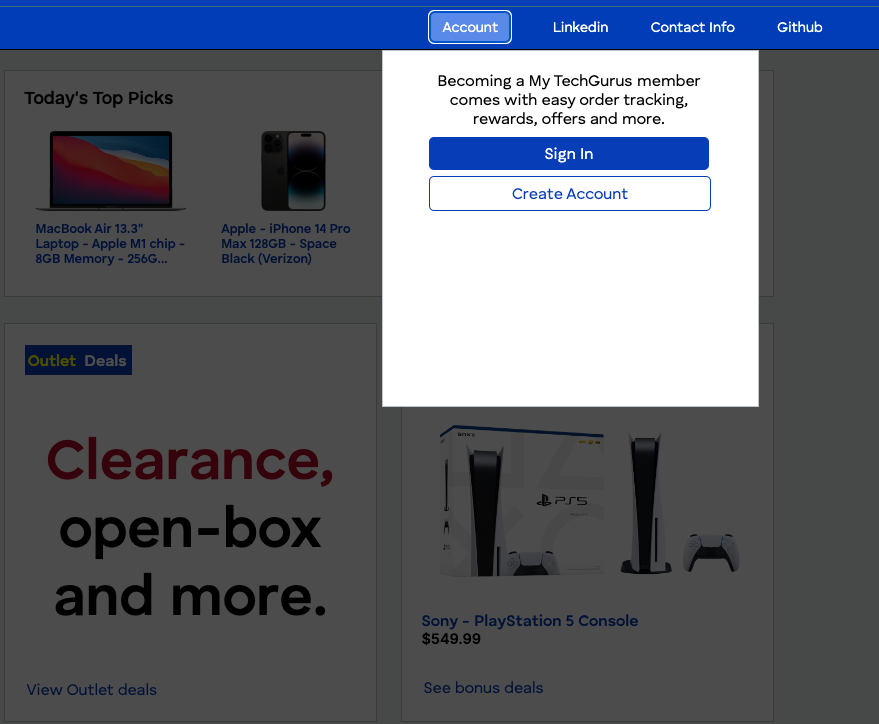 Account Linkedin Contact Info Github
Becoming a My TechGurus member
comes with easy order tracking,
rewards, offers and more.
Sign In
Create Account
Today's Top Picks
MacBook Air 13.3"
Laptop - Apple M1 chip -
8GB Memory - 256G...
Apple - iPhone 14 Pro
Max 128GB - Space
Black (Verizon)
Outlet Deals
Clearance,
open-box
and more.
View Outlet deals
SONY
PS5
Sony - PlayStation 5 Console
$549.99
See bonus deals